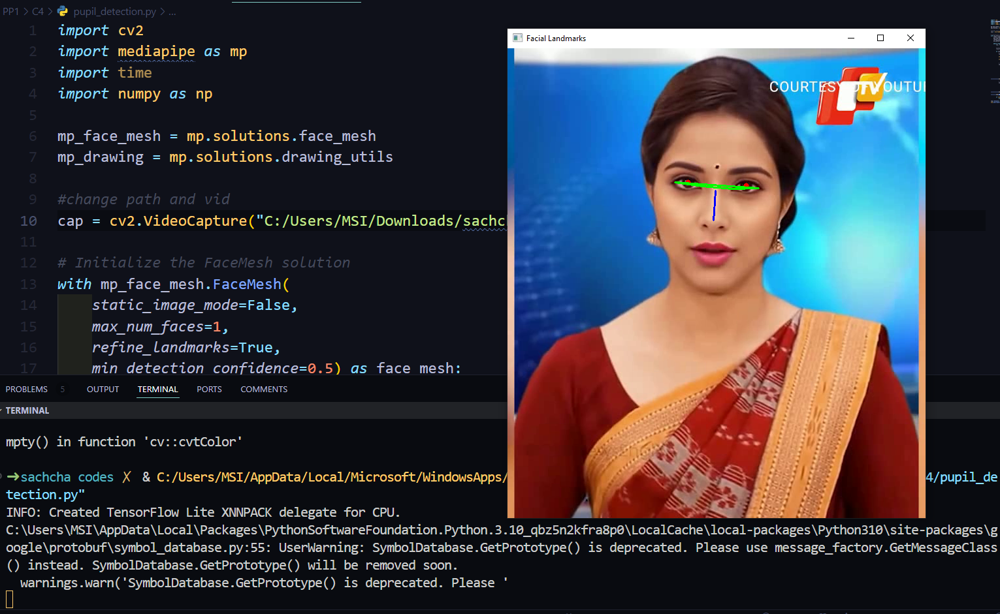 PP1 > C4 > pupil_detection.py > ...
1 import cv2
2 import mediapipe as mp
3 import time
4 import numpy as np
5
6 mp_face_mesh = mp.solutions.face_mesh
7 mp_drawing = mp.solutions.drawing_utils
8
9 #change path and vid
10 cap = cv2.VideoCapture("C:/Users/MSI/Downloads/sachc
11
12 # Initialize the FaceMesh solution
13 with mp_face_mesh.FaceMesh(
14 static_image_mode=False,
15 max_num_faces=1,
16 refine_landmarks=True,
17 min_detection_confidence=0.5) as face_mesh:
Facial Landmarks
COURTESY OF YOUTU
TV
PROBLEMS 5 OUTPUT TERMINAL PORTS COMMENTS
TERMINAL
mpty() in function 'cv::cvtColor'
➜sachcha codes ✗ & C:/Users/MSI/AppData/Local/Microsoft/WindowsApps/ 4/pupil_de
tection.py"
INFO: Created TensorFlow Lite XNNPACK delegate for CPU.
C:\Users\MSI\AppData\Local\Packages\PythonSoftwareFoundation.Python.3.10_qbz5n2kfra8p0\LocalCache\local-packages\Python310\site-packages\g
oogle\protobuf\symbol_database.py:55: UserWarning: SymbolDatabase.GetPrototype() is deprecated. Please use message_factory.GetMessageClass
() instead. SymbolDatabase.GetPrototype() will be removed soon.
warnings.warn('SymbolDatabase.GetPrototype() is deprecated. Please '